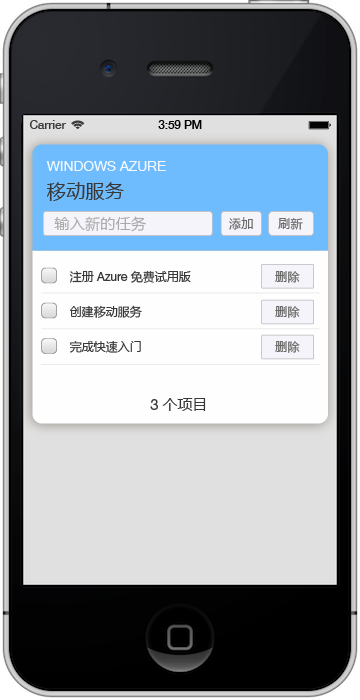 Carrier 3:59 PM
WINDOWS AZURE
移动服务
输入新的任务 添加 刷新
注册 Azure 免费试用版 删除
创建移动服务 删除
完成快速入门 删除
3 个项目